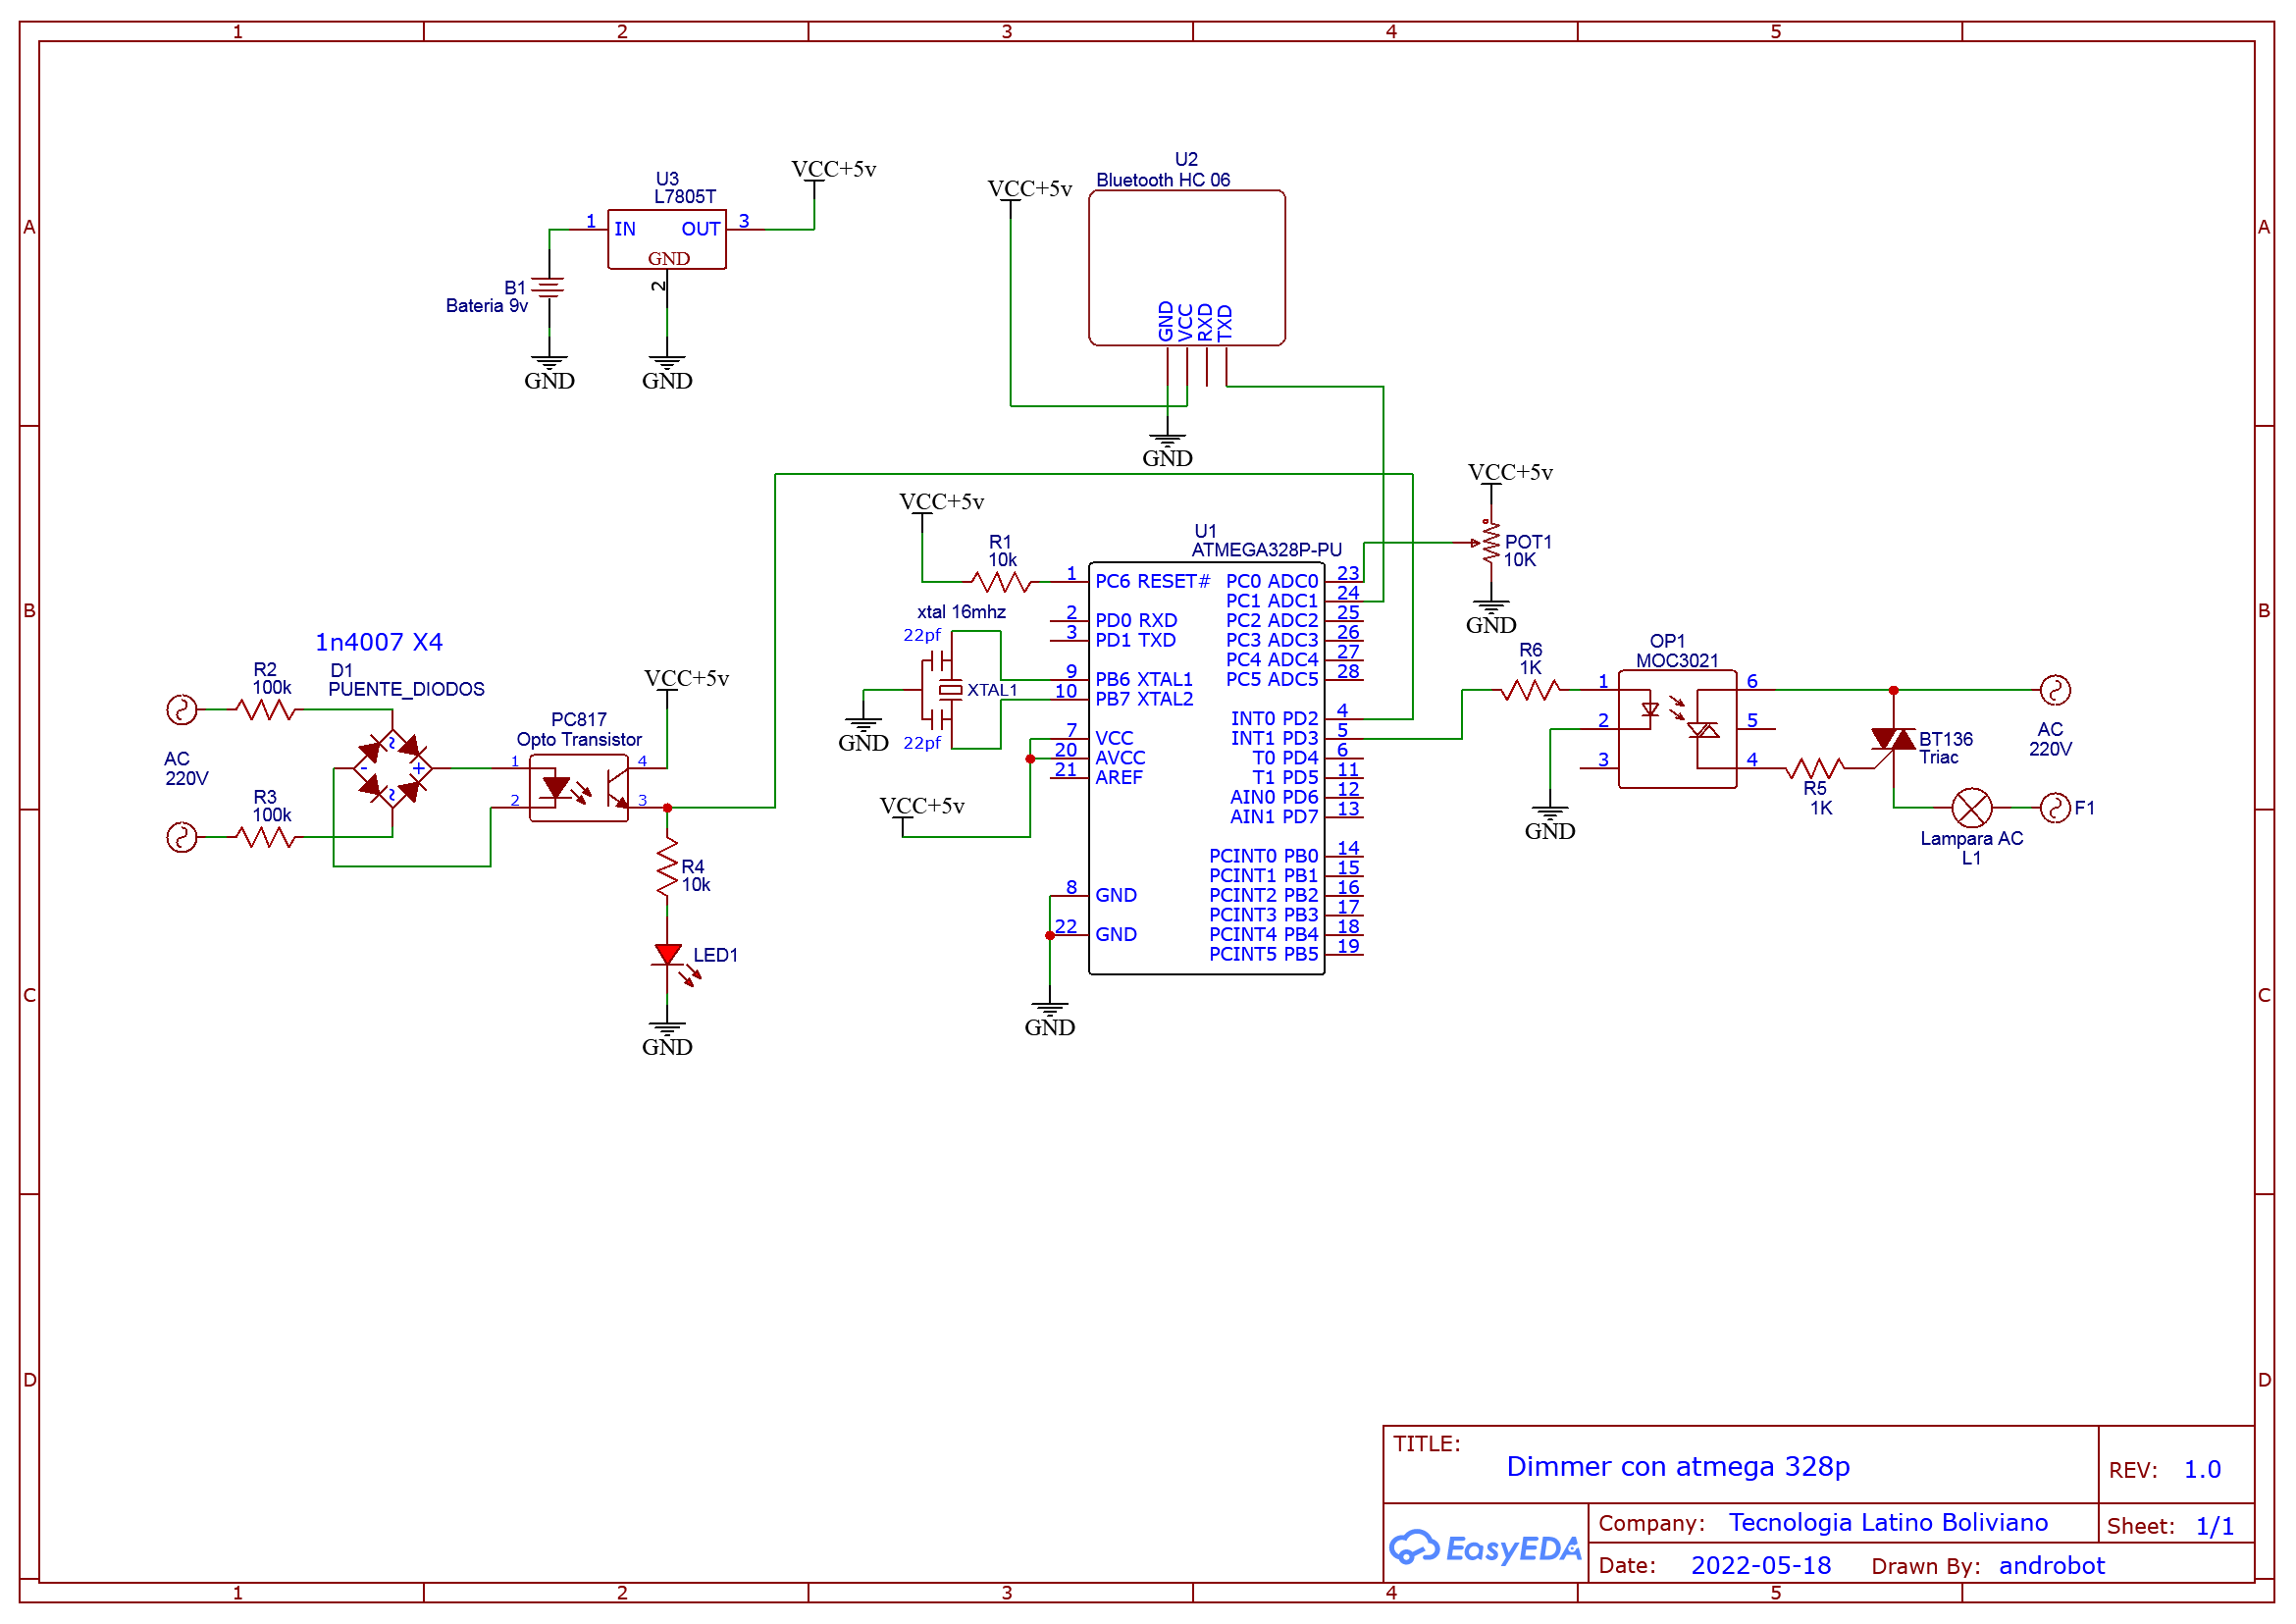 1 2 3 4 5
A
B
C
D
A
B
C
D
1 2 3 4 5
U3
L7805T
VCC+5v
1 IN OUT 3
GND
2
B1
Bateria 9v
GND
GND
U2
Bluetooth HC 06
VCC+5v
GND
VCC
RXD
TXD
GND
VCC+5v
R1
10k
xtal 16mhz
22pf
XTAL1
22pf
GND
VCC+5v
U1
ATMEGA328P-PU
1 PC6 RESET#
2 PD0 RXD
3 PD1 TXD
9 PB6 XTAL1
10 PB7 XTAL2
7 VCC
20 AVCC
21 AREF
8 GND
22 GND
PC0 ADC0 23
PC1 ADC1 24
PC2 ADC2 25
PC3 ADC3 26
PC4 ADC4 27
PC5 ADC5 28
INT0 PD2 4
INT1 PD3 5
T0 PD4 6
T1 PD5 11
AIN0 PD6 12
AIN1 PD7 13
PCINT0 PB0 14
PCINT1 PB1 15
PCINT2 PB2 16
PCINT3 PB3 17
PCINT4 PB4 18
PCINT5 PB5 19
GND
VCC+5v
POT1
10K
GND
1n4007 X4
D1
PUENTE_DIODOS
R2
100k
AC
220V
R3
100k
- +
PC817
Opto Transistor
1
2
4
3
VCC+5v
R4
10k
LED1
GND
R6
1K
OP1
MOC3021
1
2
3
6
5
4
GND
R5
1K
BT136
Triac
AC
220V
F1
Lampara AC
L1
TITLE:
Dimmer con atmega 328p
REV: 1.0
EasyEDA
Company: Tecnologia Latino Boliviano
Sheet: 1/1
Date: 2022-05-18 Drawn By: androbot